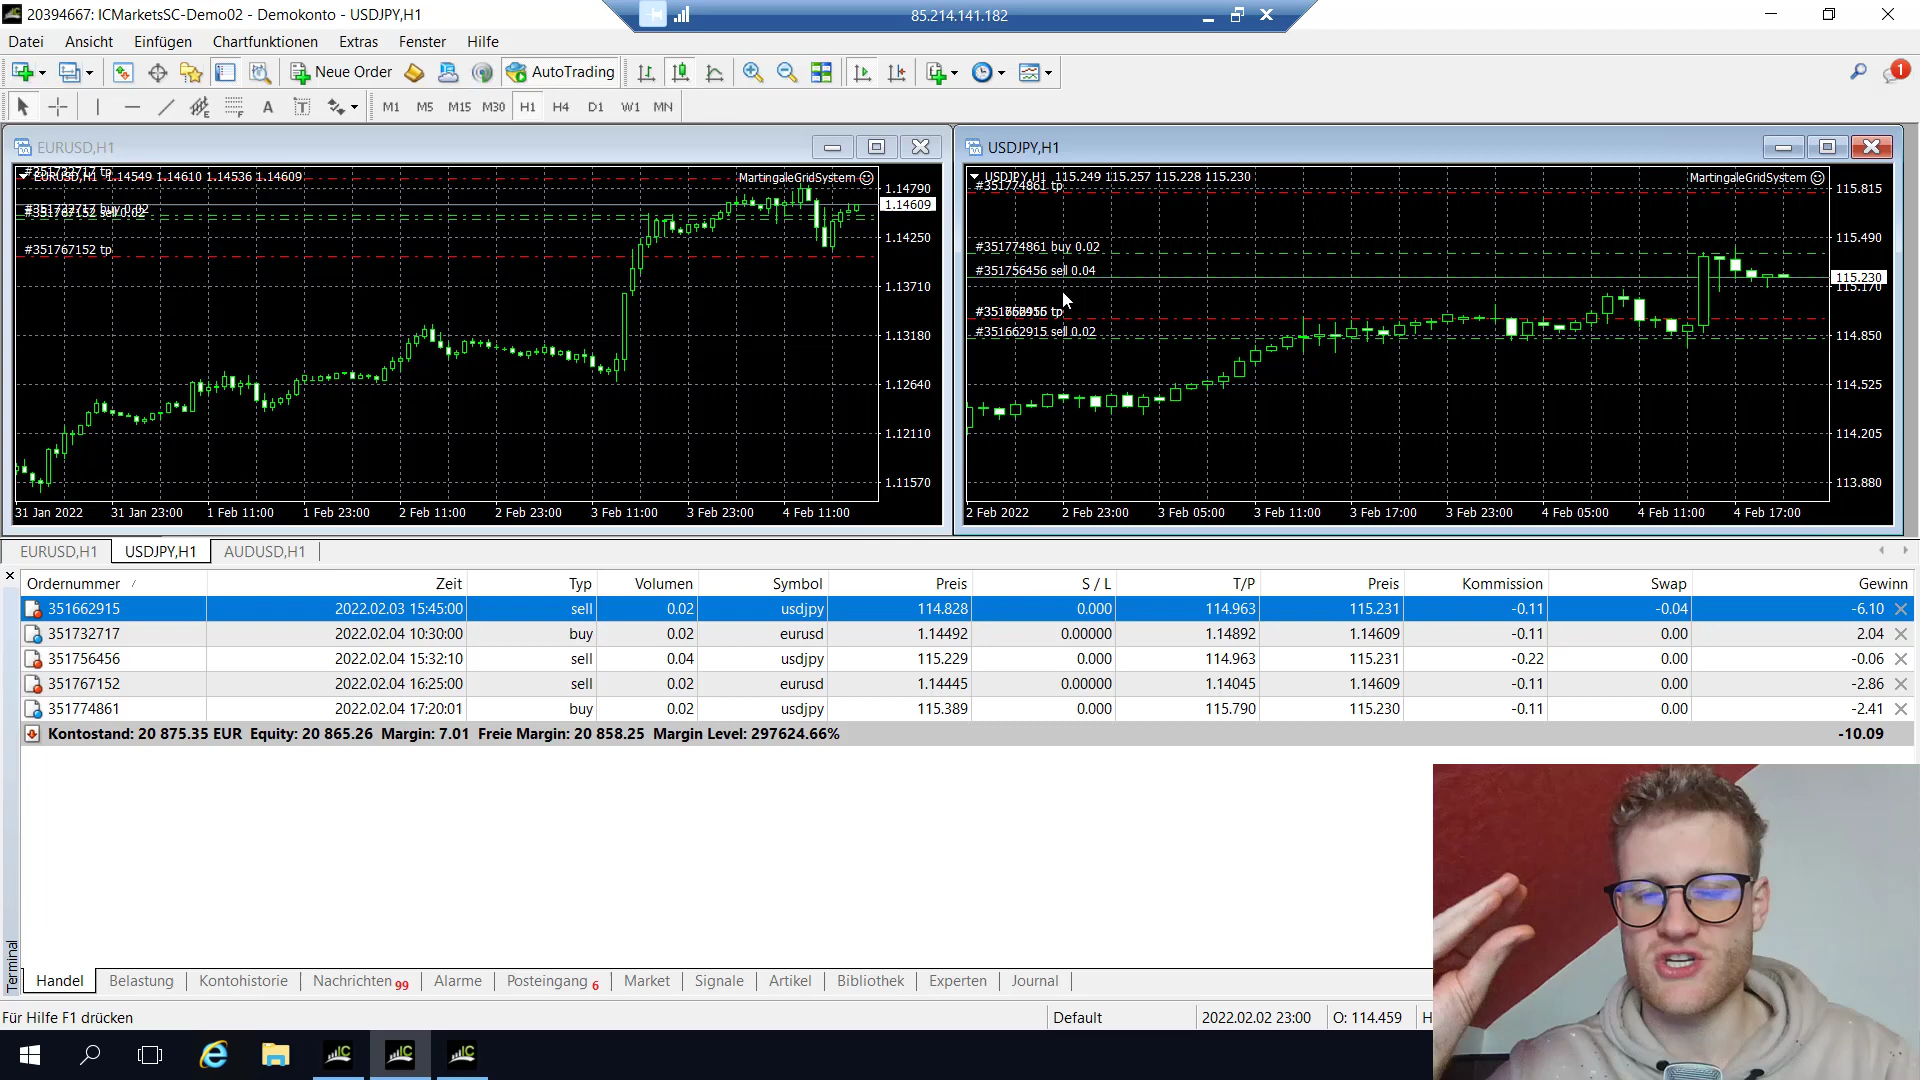 20394667: ICMarketsSC-Demo02 - Demokonto - USDJPY,H1
85.214.141.182
Datei Ansicht Einfügen Chartfunktionen Extras Fenster Hilfe
Neue Order AutoTrading 1
A T M1 M5 M15 M30 H1 H4 D1 W1 MN
EURUSD,H1
EURUSD,H1 1.14549 1.14610 1.14536 1.14609
MartingaleGridSystem
#351732717 buy 0.02
#351767152 sell 0.02
#351767152 tp
1.14790
1.14609
1.14250
1.13710
1.13180
1.12640
1.12110
1.11570
31 Jan 2022 31 Jan 23:00 1 Feb 11:00 1 Feb 23:00 2 Feb 11:00 2 Feb 23:00 3 Feb 11:00 3 Feb 23:00 4 Feb 11:00
USDJPY,H1
USDJPY,H1 115.249 115.257 115.228 115.230
MartingaleGridSystem
#351774861 tp
#351774861 buy 0.02
#351756456 sell 0.04
#351662915 tp
#351662915 sell 0.02
115.815
115.490
115.230
115.170
114.850
114.525
114.205
113.880
2 Feb 2022 2 Feb 23:00 3 Feb 05:00 3 Feb 11:00 3 Feb 17:00 3 Feb 23:00 4 Feb 05:00 4 Feb 11:00 4 Feb 17:00
EURUSD,H1 USDJPY,H1 AUDUSD,H1
Ordernummer / Zeit Typ Volumen Symbol Preis S / L T/P Preis Kommission Swap Gewinn
351662915 2022.02.03 15:45:00 sell 0.02 usdjpy 114.828 0.000 114.963 115.231 -0.11 -0.04 -6.10
351732717 2022.02.04 10:30:00 buy 0.02 eurusd 1.14492 0.00000 1.14892 1.14609 -0.11 0.00 2.04
351756456 2022.02.04 15:32:10 sell 0.04 usdjpy 115.229 0.000 114.963 115.231 -0.22 0.00 -0.06
351767152 2022.02.04 16:25:00 sell 0.02 eurusd 1.14445 0.00000 1.14045 1.14609 -0.11 0.00 -2.86
351774861 2022.02.04 17:20:01 buy 0.02 usdjpy 115.389 0.000 115.790 115.230 -0.11 0.00 -2.41
Kontostand: 20 875.35 EUR Equity: 20 865.26 Margin: 7.01 Freie Margin: 20 858.25 Margin Level: 297624.66% -10.09
Terminal
Handel Belastung Kontohistorie Nachrichten 99 Alarme Posteingang 6 Market Signale Artikel Bibliothek Experten Journal
Für Hilfe F1 drücken Default 2022.02.02 23:00 O: 114.459 H
IC IC IC